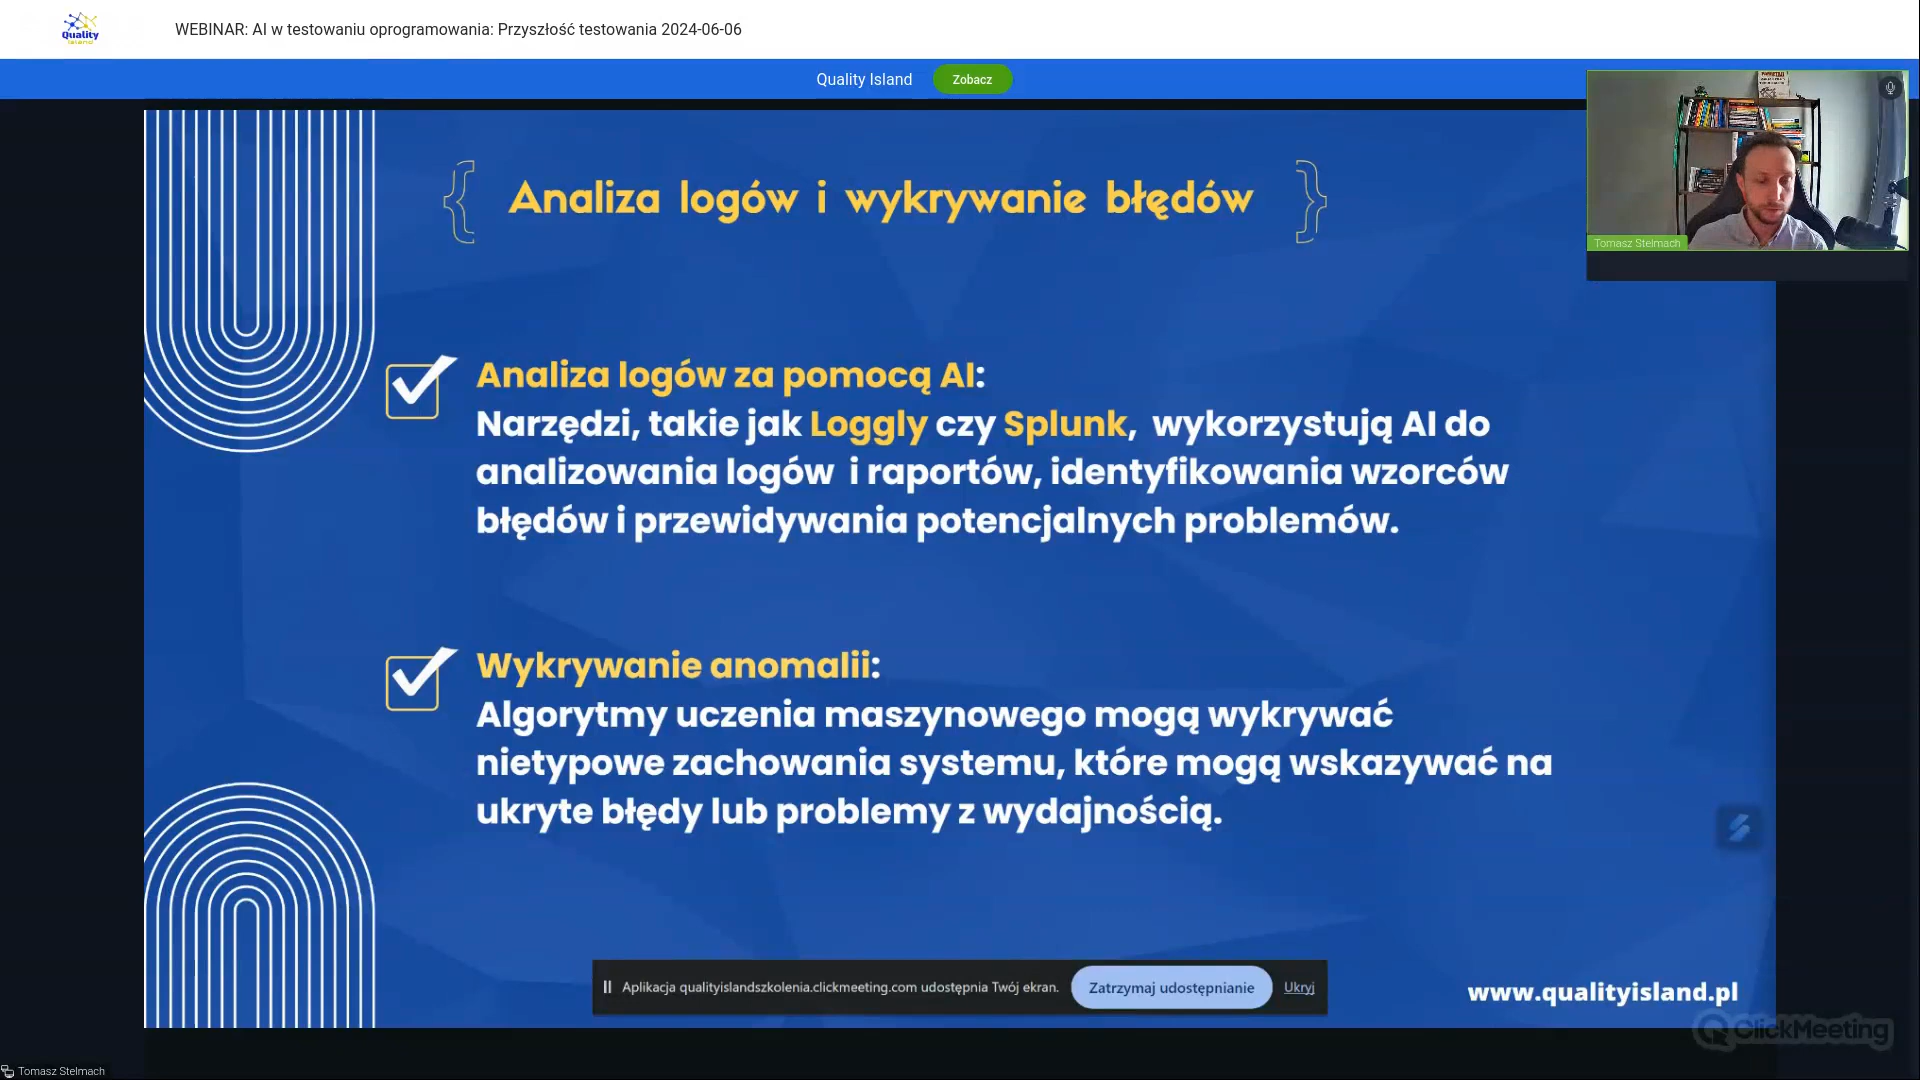 Quality
Island
WEBINAR: AI w testowaniu oprogramowania: Przyszłość testowania 2024-06-06
Quality Island
Zobacz
Tomasz Stelmach
Analiza logów i wykrywanie błędów
Analiza logów za pomocą AI:
Narzędzi, takie jak Loggly czy Splunk, wykorzystują AI do
analizowania logów i raportów, identyfikowania wzorców
błędów i przewidywania potencjalnych problemów.
Wykrywanie anomalii:
Algorytmy uczenia maszynowego mogą wykrywać
nietypowe zachowania systemu, które mogą wskazywać na
ukryte błędy lub problemy z wydajnością.
Aplikacja qualityislandszkolenia.clickmeeting.com udostępnia Twój ekran.
Zatrzymaj udostępnianie
Ukryj
www.qualityisland.pl
ClickMeeting
Tomasz Stelmach